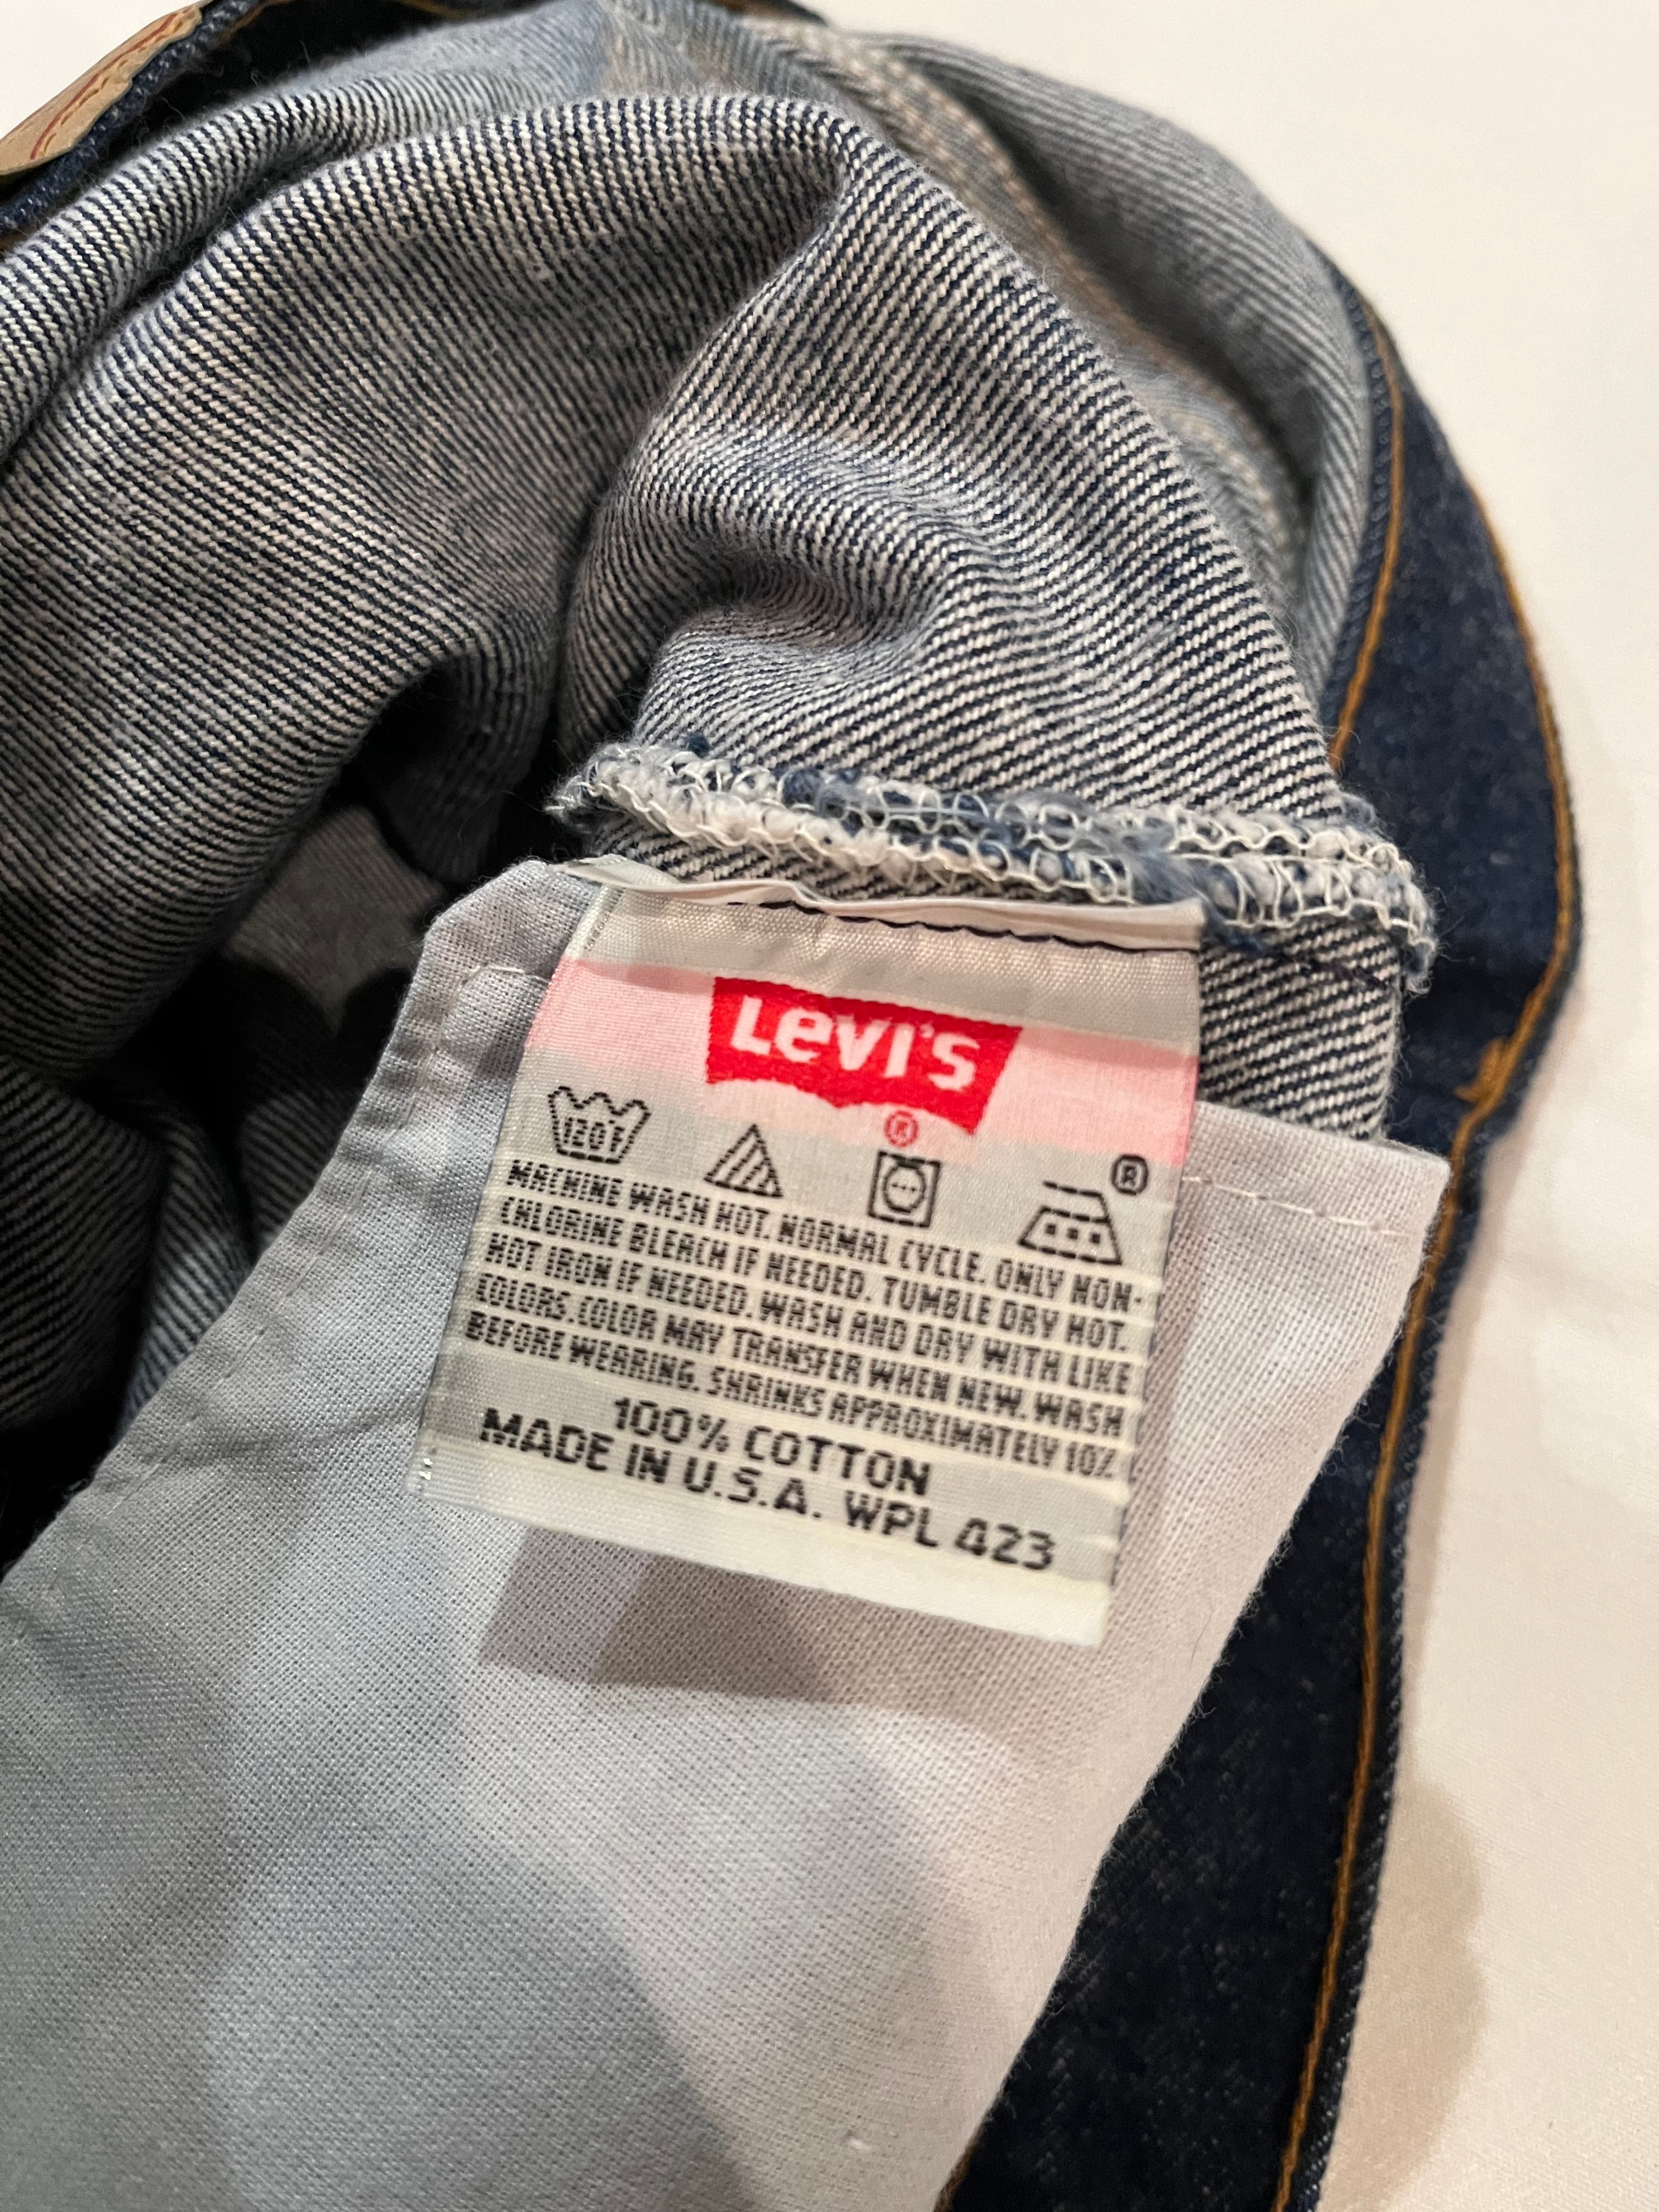 Levi's
®
120°F
®
MACHINE WASH HOT. NORMAL CYCLE. ONLY NON-
CHLORINE BLEACH IF NEEDED. TUMBLE DRY HOT.
HOT IRON IF NEEDED. WASH AND DRY WITH LIKE
COLORS. COLOR MAY TRANSFER WHEN NEW. WASH
BEFORE WEARING. SHRINKS APPROXIMATELY 10%
100% COTTON
MADE IN U.S.A. WPL 423